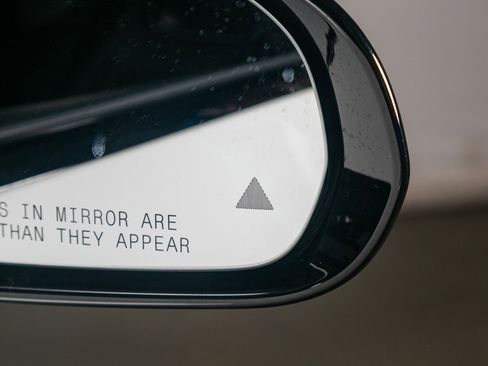 S IN MIRROR ARE
THAN THEY APPEAR